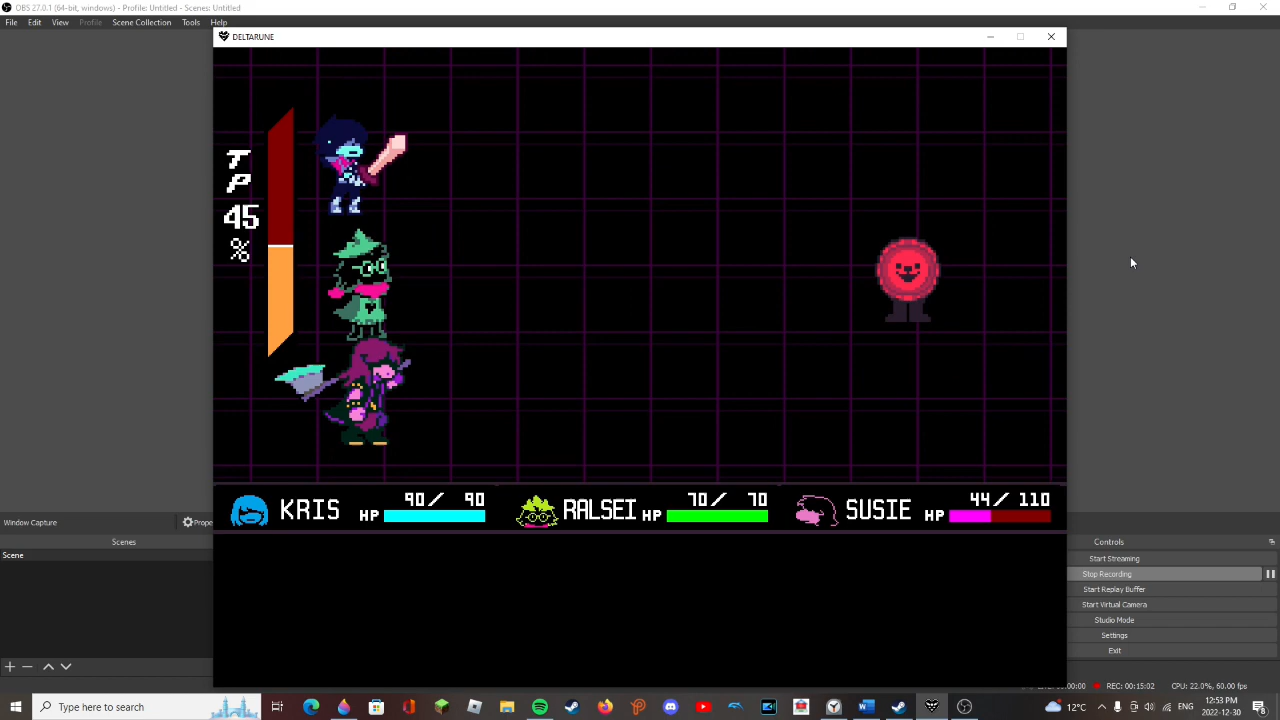 OBS 27.0.1 (64-bit, windows) - Profile: Untitled - Scenes: Untitled
File Edit View Profile Scene Collection Tools Help
DELTARUNE
TP
45
%
KRIS HP 90/ 90 RALSEI HP 70/ 70 SUSIE HP 44/ 110
Window Capture
Prope
Scenes
Scene
Controls
Start Streaming
Stop Recording
Start Replay Buffer
Start Virtual Camera
Studio Mode
Settings
Exit
REC: 00:15:02 CPU: 22.0%, 60.00 fps
Type here to search
12°C
ENG
12:53 PM
2022-12-30